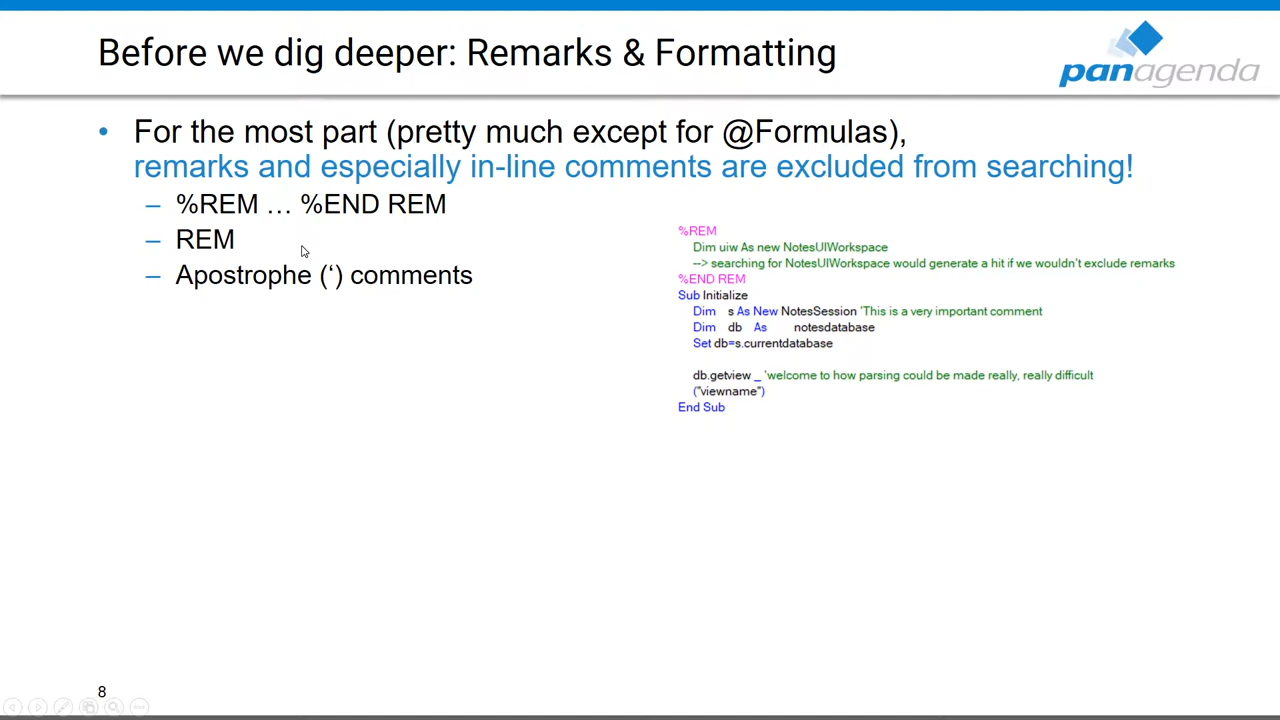 Before we dig deeper: Remarks & Formatting
panagenda
• For the most part (pretty much except for @Formulas),
remarks and especially in-line comments are excluded from searching!
– %REM … %END REM
– REM
– Apostrophe (‘) comments
%REM
Dim uiw As new NotesUIWorkspace
--> searching for NotesUIWorkspace would generate a hit if we wouldn't exclude remarks
%END REM
Sub Initialize
Dim s As New NotesSession 'This is a very important comment
Dim db As notesdatabase
Set db=s.currentdatabase
db.getview _ 'welcome to how parsing could be made really, really difficult
("viewname")
End Sub
8